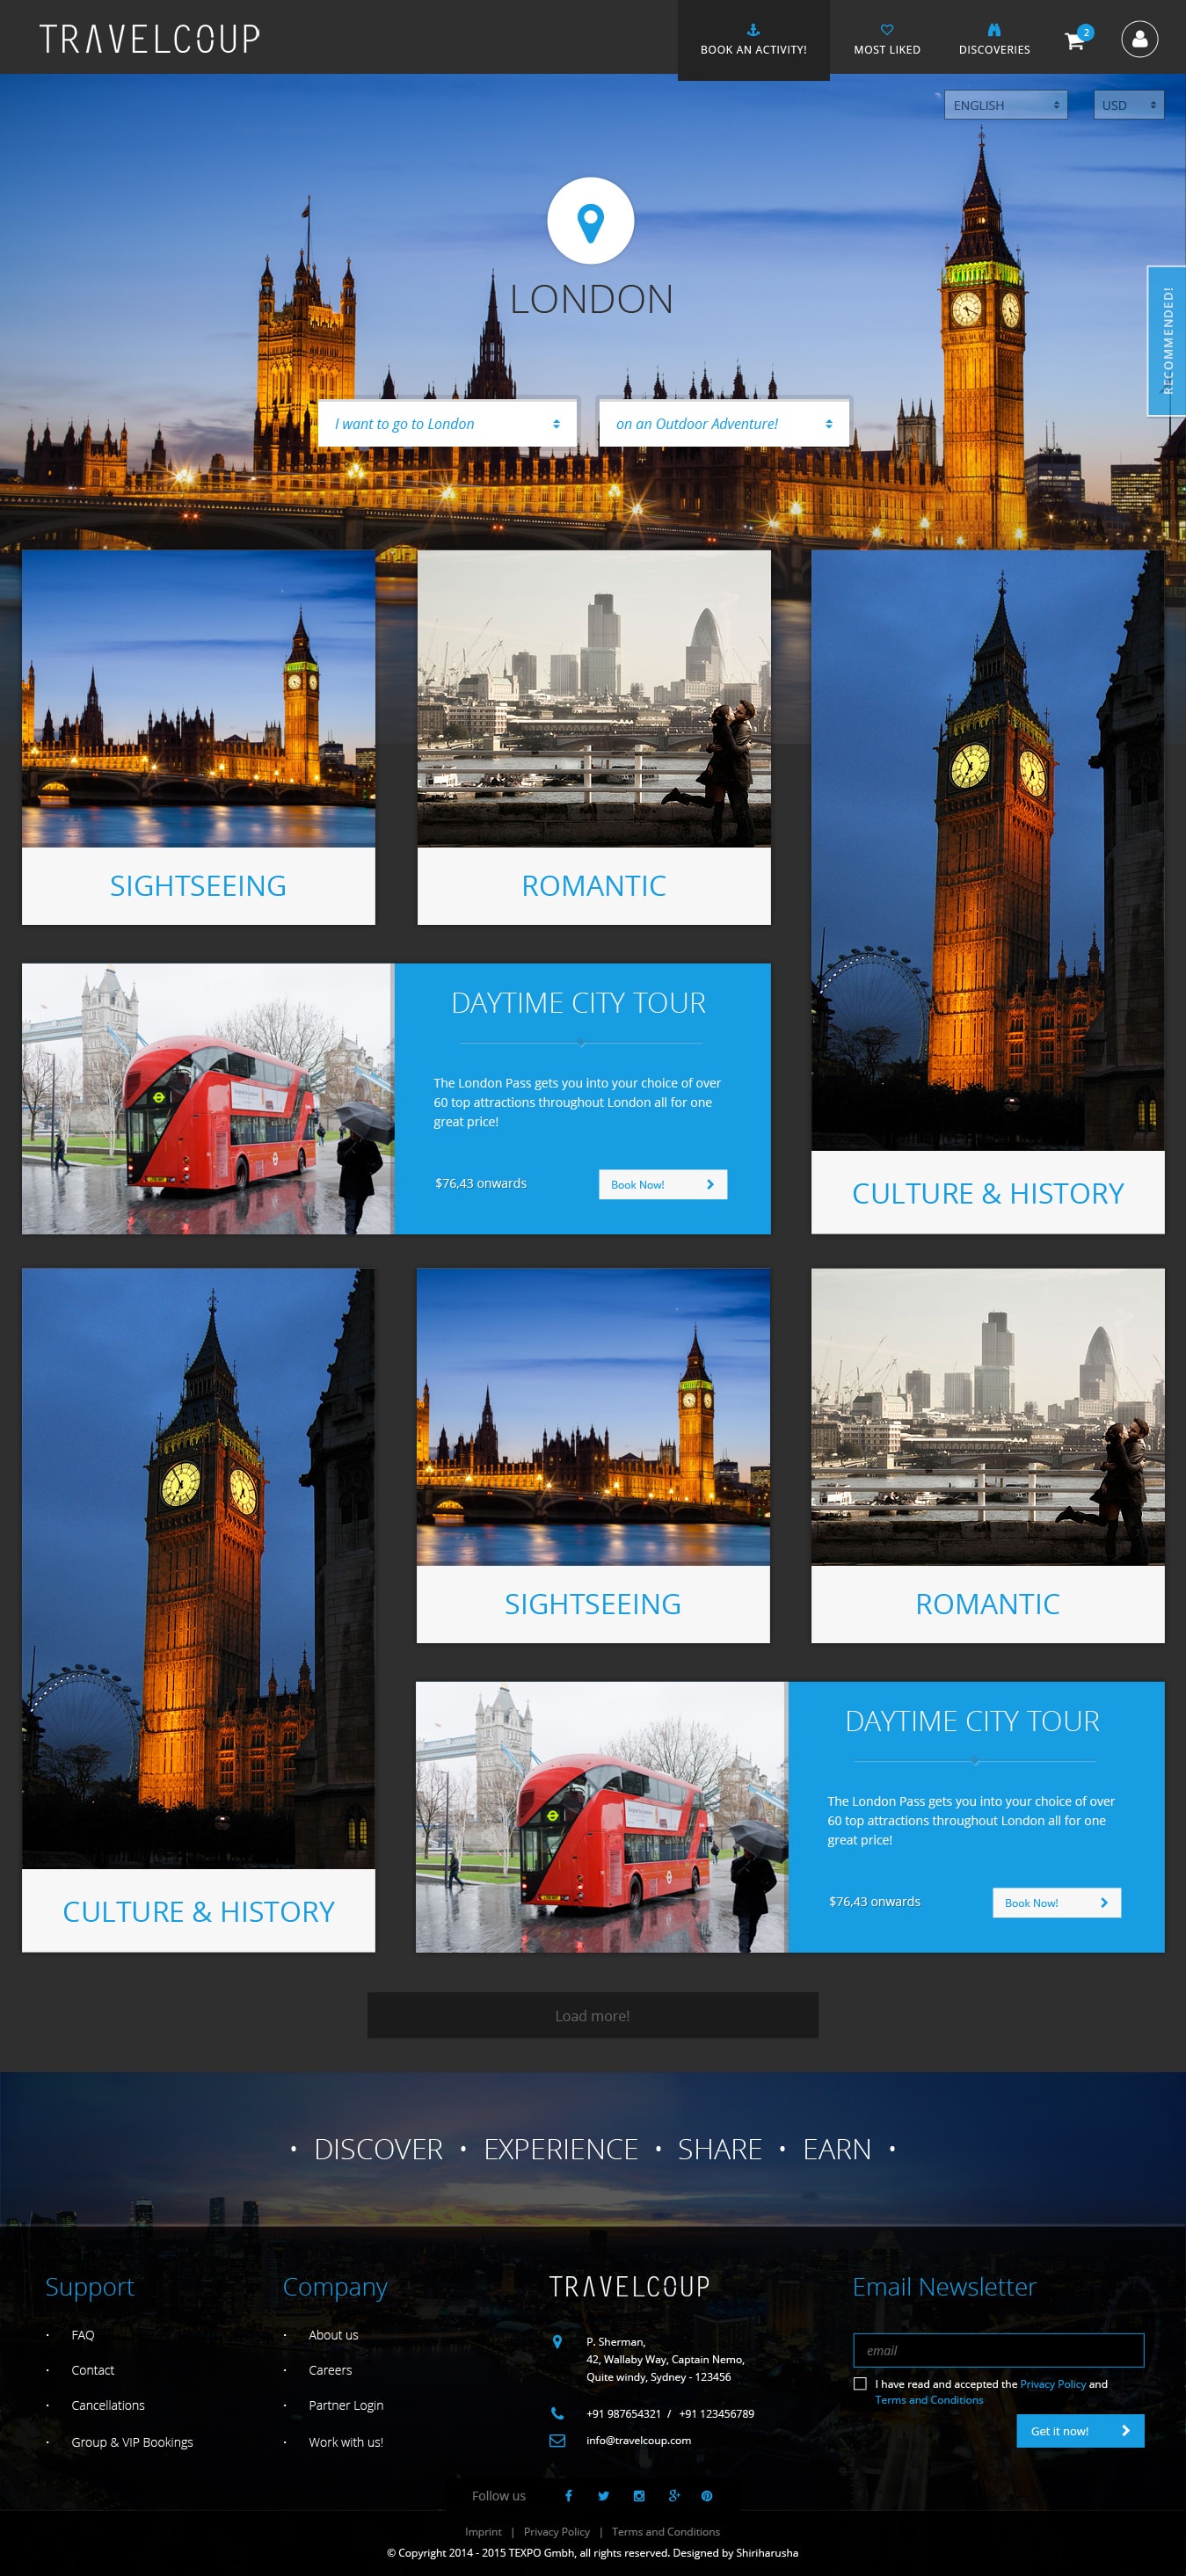 TRAVELCOUP
BOOK AN ACTIVITY!
MOST LIKED
DISCOVERIES
2
ENGLISH
USD
LONDON
RECOMMENDED!
I want to go to London
on an Outdoor Adventure!
SIGHTSEEING
ROMANTIC
DAYTIME CITY TOUR
The London Pass gets you into your choice of over
60 top attractions throughout London all for one
great price!
$76,43 onwards
Book Now!
CULTURE & HISTORY
CULTURE & HISTORY
SIGHTSEEING
ROMANTIC
DAYTIME CITY TOUR
The London Pass gets you into your choice of over
60 top attractions throughout London all for one
great price!
$76,43 onwards
Book Now!
Load more!
• DISCOVER • EXPERIENCE • SHARE • EARN •
Support
• FAQ
• Contact
• Cancellations
• Group & VIP Bookings
Company
• About us
• Careers
• Partner Login
• Work with us!
TRAVELCOUP
P. Sherman,
42, Wallaby Way, Captain Nemo,
Quite windy, Sydney - 123456
+91 987654321 / +91 123456789
info@travelcoup.com
Email Newsletter
email
I have read and accepted the Privacy Policy and
Terms and Conditions
Get it now!
Follow us
Imprint | Privacy Policy | Terms and Conditions
© Copyright 2014 - 2015 TEXPO Gmbh, all rights reserved. Designed by Shiriharusha